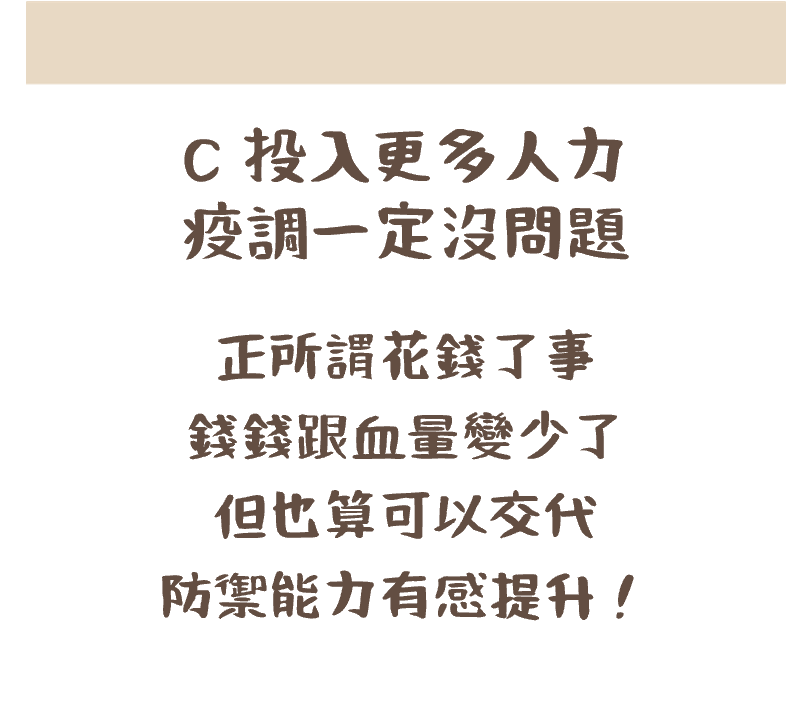 C 投入更多人力
疫調一定沒問題
正所謂花錢了事
錢錢跟血量變少了
但也算可以交代
防禦能力有感提升！